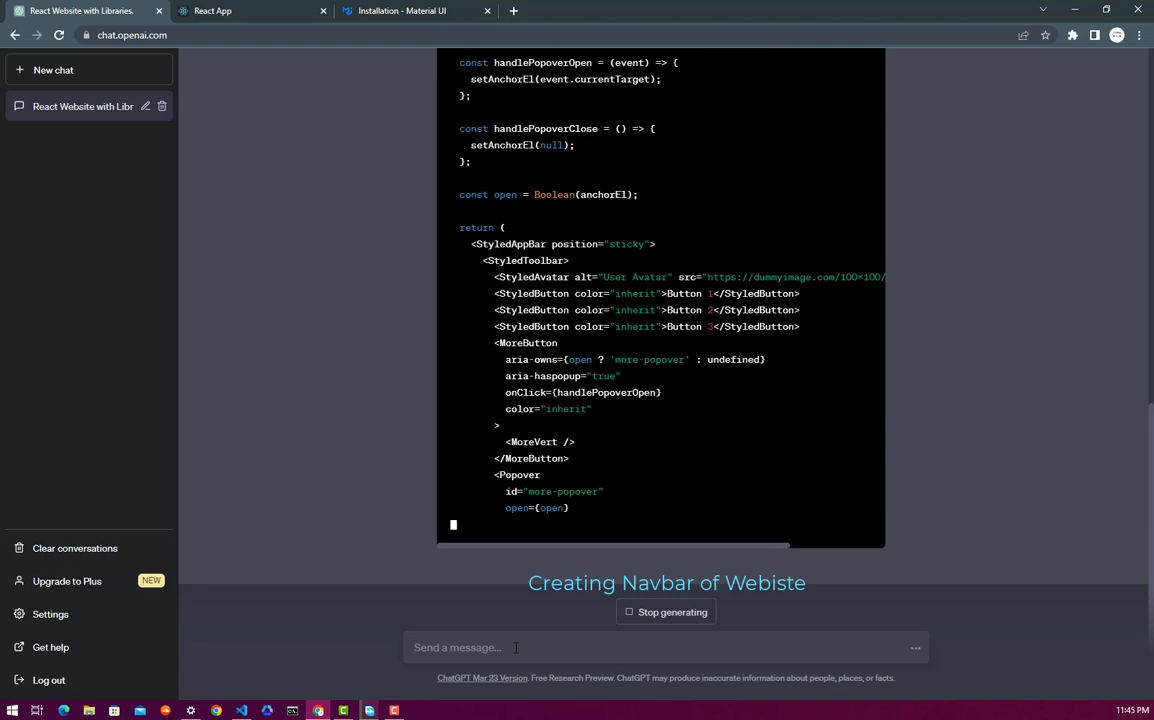 React Website with Libraries.
React App
Installation - Material UI
chat.openai.com
New chat
React Website with Libr
const handlePopoverOpen = (event) => {
setAnchorEl(event.currentTarget);
};
const handlePopoverClose = () => {
setAnchorEl(null);
};
const open = Boolean(anchorEl);
return (
<StyledAppBar position="sticky">
<StyledToolbar>
<StyledAvatar alt="User Avatar" src="https://dummyimage.com/100x100/
<StyledButton color="inherit">Button 1</StyledButton>
<StyledButton color="inherit">Button 2</StyledButton>
<StyledButton color="inherit">Button 3</StyledButton>
<MoreButton
aria-owns={open ? 'more-popover' : undefined}
aria-haspopup="true"
onClick={handlePopoverOpen}
color="inherit"
>
<MoreVert />
</MoreButton>
<Popover
id="more-popover"
open={open}
Clear conversations
Upgrade to Plus NEW
Settings
Get help
Log out
Creating Navbar of Webiste
Stop generating
Send a message...
ChatGPT Mar 23 Version. Free Research Preview. ChatGPT may produce inaccurate information about people, places, or facts.
11:45 PM